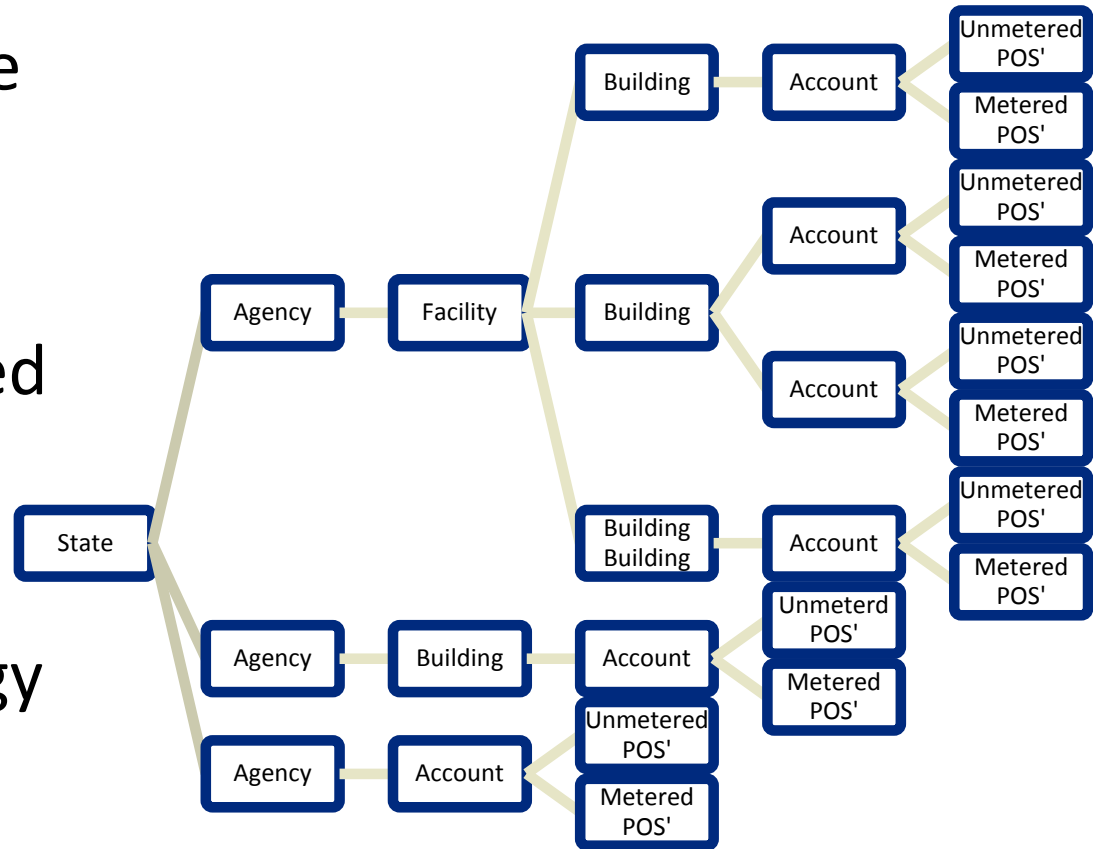 e
ed
gy
State
Agency
Facility
Building
Account
Unmetered
POS'
Metered
POS'
Building
Account
Unmetered
POS'
Metered
POS'
Account
Unmetered
POS'
Metered
POS'
Building
Building
Account
Unmetered
POS'
Metered
POS'
Agency
Building
Account
Unmeterd
POS'
Metered
POS'
Agency
Account
Unmetered
POS'
Metered
POS'